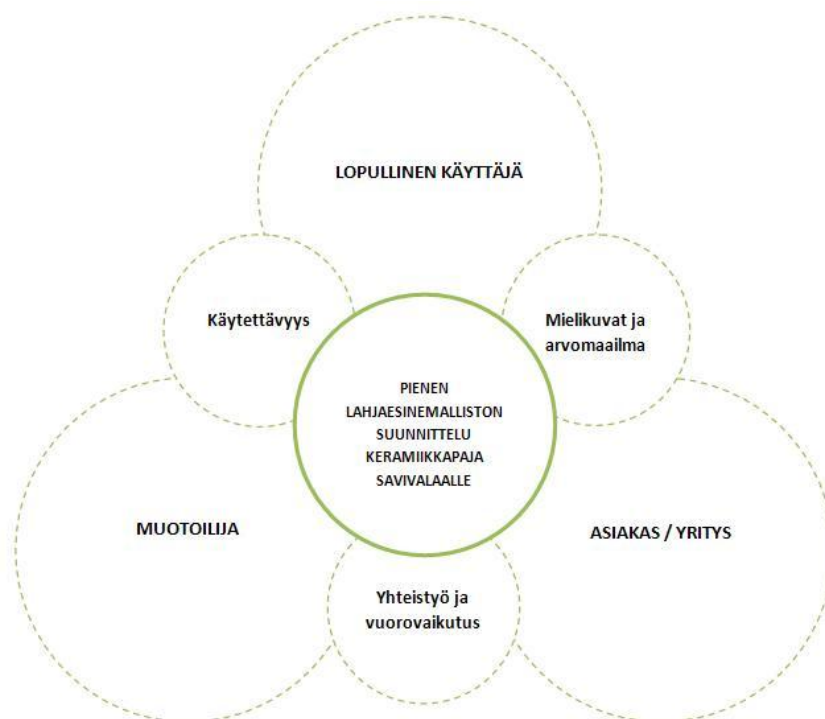 LOPULLINEN KÄYTTÄJÄ
Käytettävyys
Mielikuvat ja
arvomaailma
PIENEN
LAHJAESINEMALLISTON
SUUNNITTELU
KERAMIIKKAPAJA
SAVIVALAALLE
MUOTOILIJA
ASIAKAS / YRITYS
Yhteistyö ja
vuorovaikutus